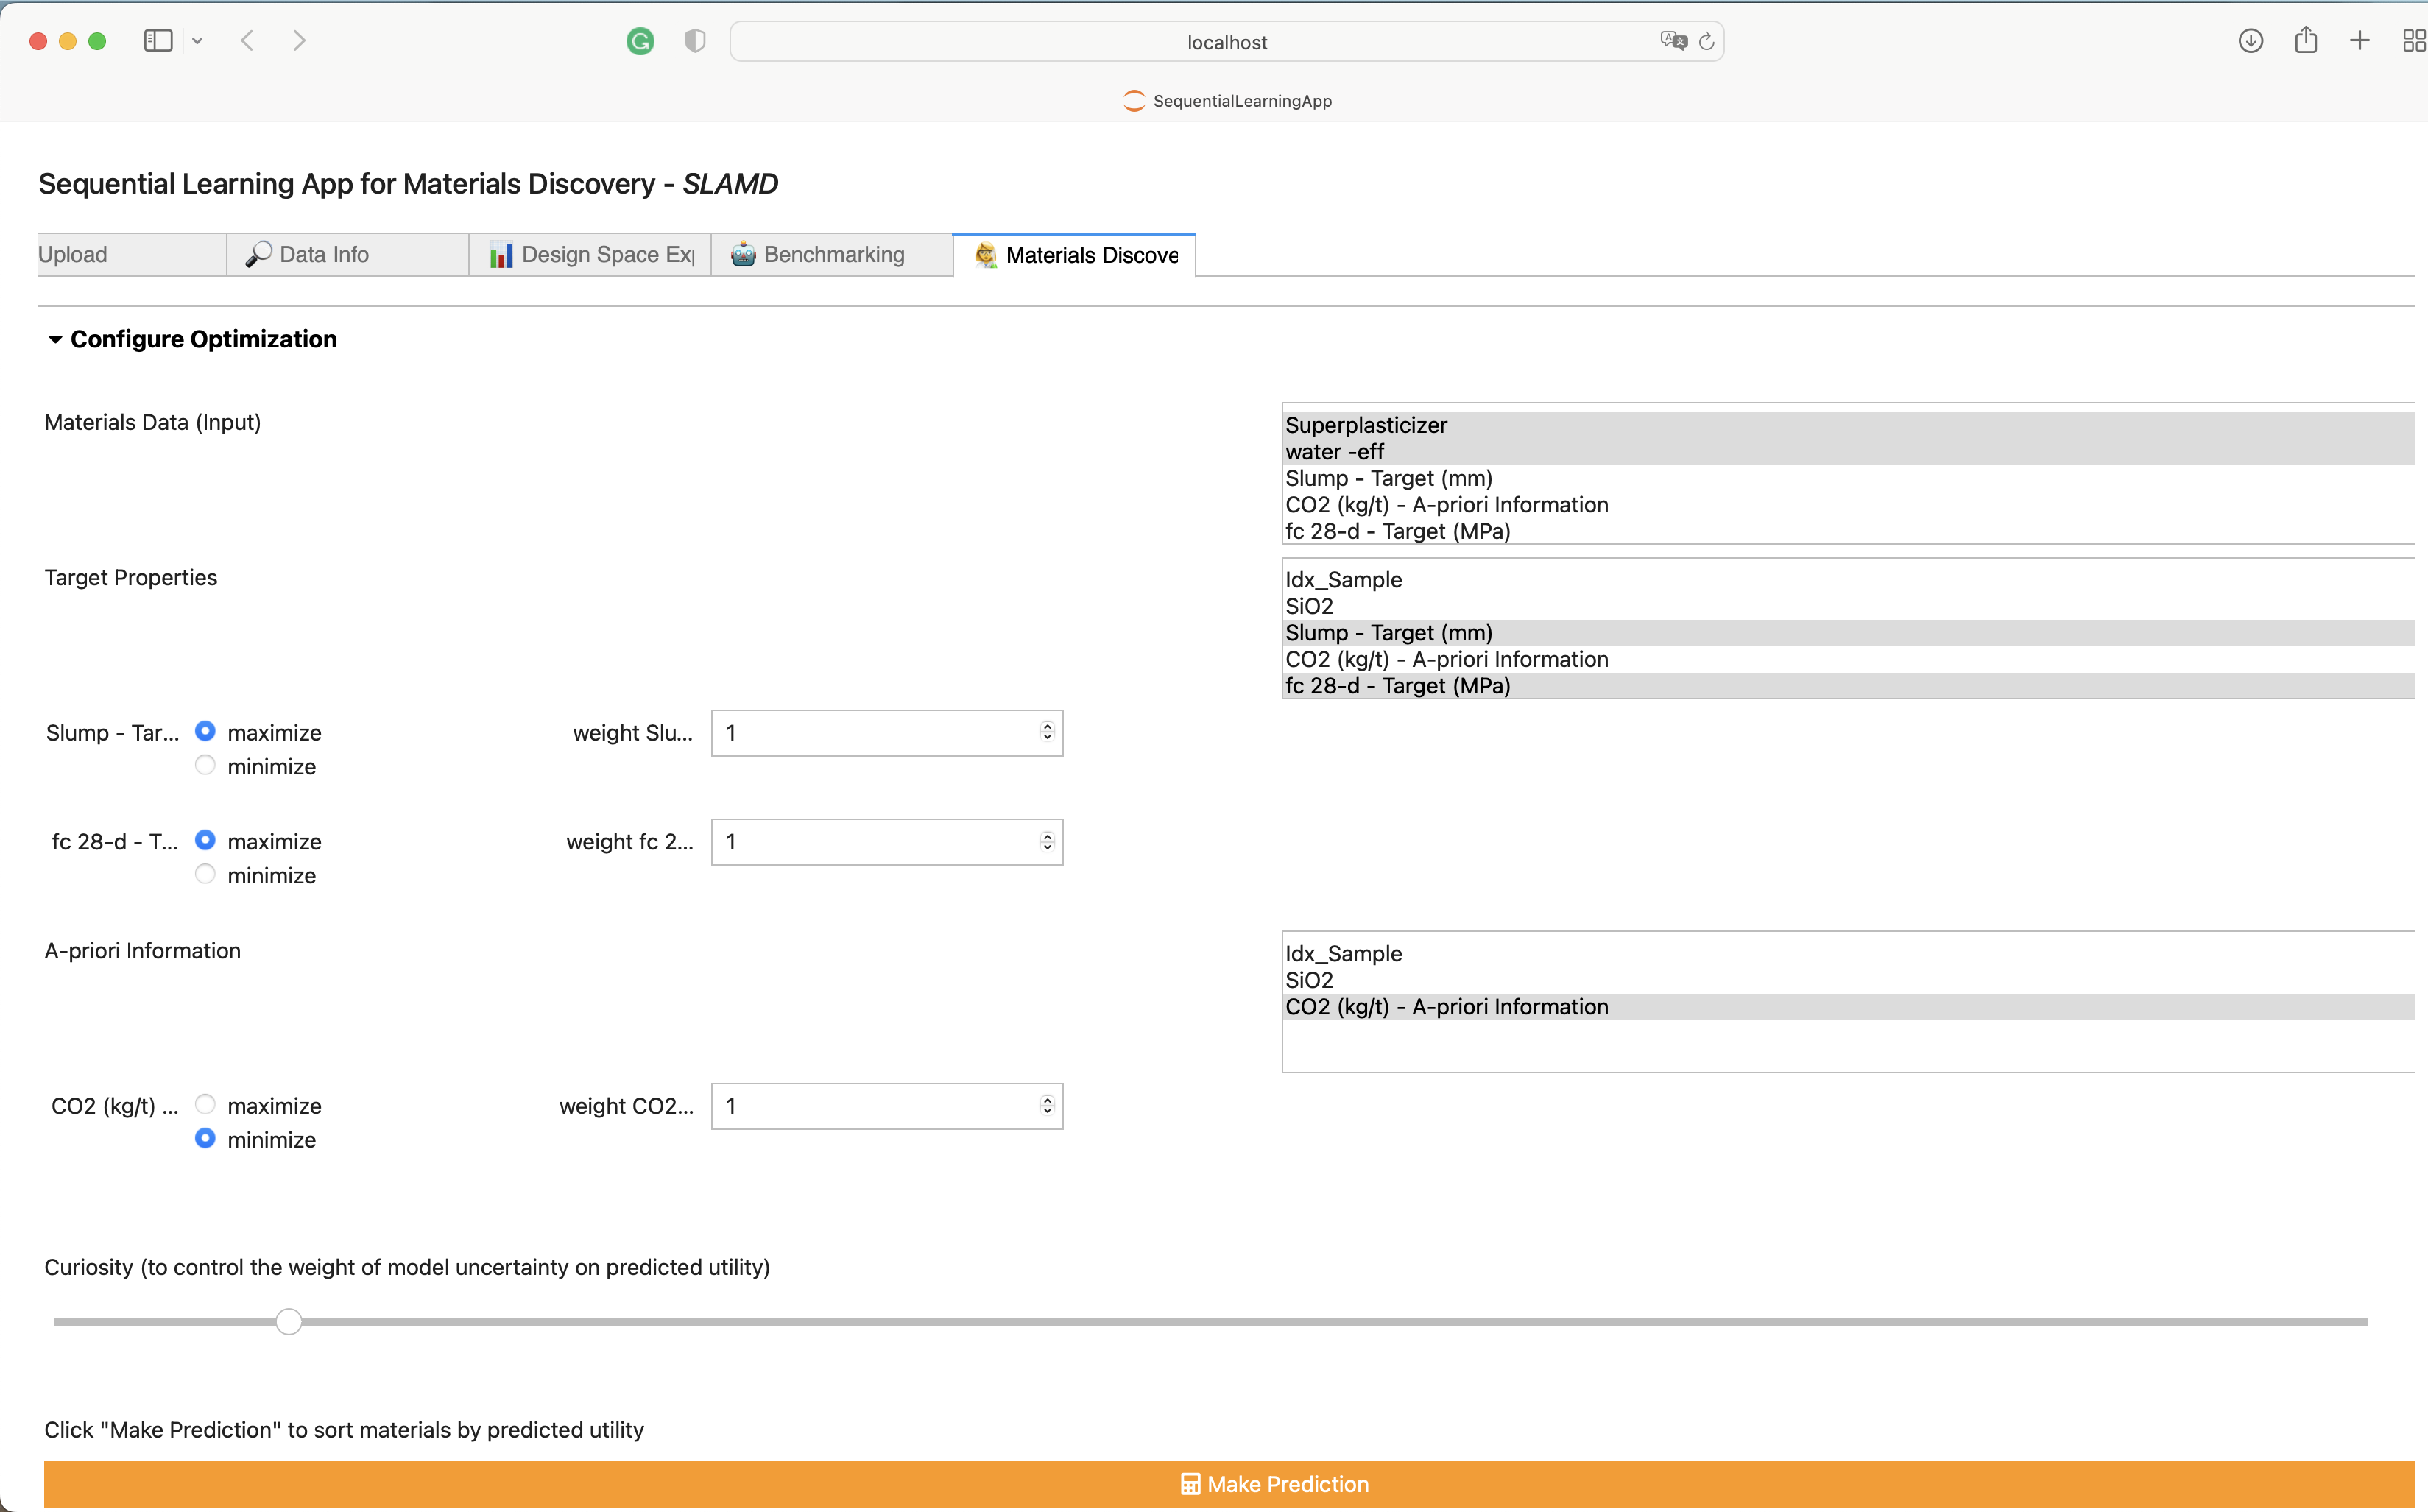 localhost
SequentialLearningApp
Sequential Learning App for Materials Discovery - SLAMD
Upload
Data Info
Design Space Exp
Benchmarking
Materials Discove
Configure Optimization
Materials Data (Input)
Superplasticizer
water -eff
Slump - Target (mm)
CO2 (kg/t) - A-priori Information
fc 28-d - Target (MPa)
Target Properties
Idx_Sample
SiO2
Slump - Target (mm)
CO2 (kg/t) - A-priori Information
fc 28-d - Target (MPa)
Slump - Tar...
maximize
minimize
weight Slu...
1
fc 28-d - T...
maximize
minimize
weight fc 2...
1
A-priori Information
Idx_Sample
SiO2
CO2 (kg/t) - A-priori Information
CO2 (kg/t) ...
maximize
minimize
weight CO2...
1
Curiosity (to control the weight of model uncertainty on predicted utility)
Click "Make Prediction" to sort materials by predicted utility
Make Prediction